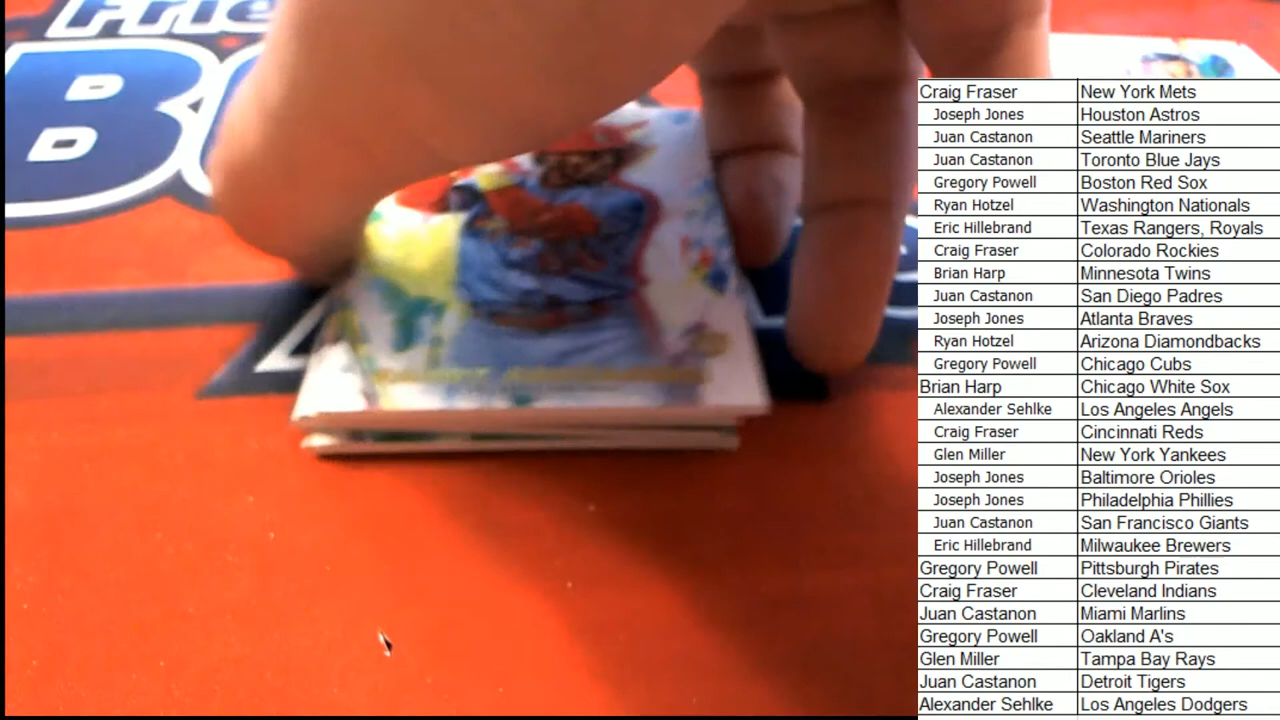 Frie
B
Craig Fraser New York Mets
Joseph Jones Houston Astros
Juan Castanon Seattle Mariners
Juan Castanon Toronto Blue Jays
Gregory Powell Boston Red Sox
Ryan Hotzel Washington Nationals
Eric Hillebrand Texas Rangers, Royals
Craig Fraser Colorado Rockies
Brian Harp Minnesota Twins
Juan Castanon San Diego Padres
Joseph Jones Atlanta Braves
Ryan Hotzel Arizona Diamondbacks
Gregory Powell Chicago Cubs
Brian Harp Chicago White Sox
Alexander Sehlke Los Angeles Angels
Craig Fraser Cincinnati Reds
Glen Miller New York Yankees
Joseph Jones Baltimore Orioles
Joseph Jones Philadelphia Phillies
Juan Castanon San Francisco Giants
Eric Hillebrand Milwaukee Brewers
Gregory Powell Pittsburgh Pirates
Craig Fraser Cleveland Indians
Juan Castanon Miami Marlins
Gregory Powell Oakland A's
Glen Miller Tampa Bay Rays
Juan Castanon Detroit Tigers
Alexander Sehlke Los Angeles Dodgers